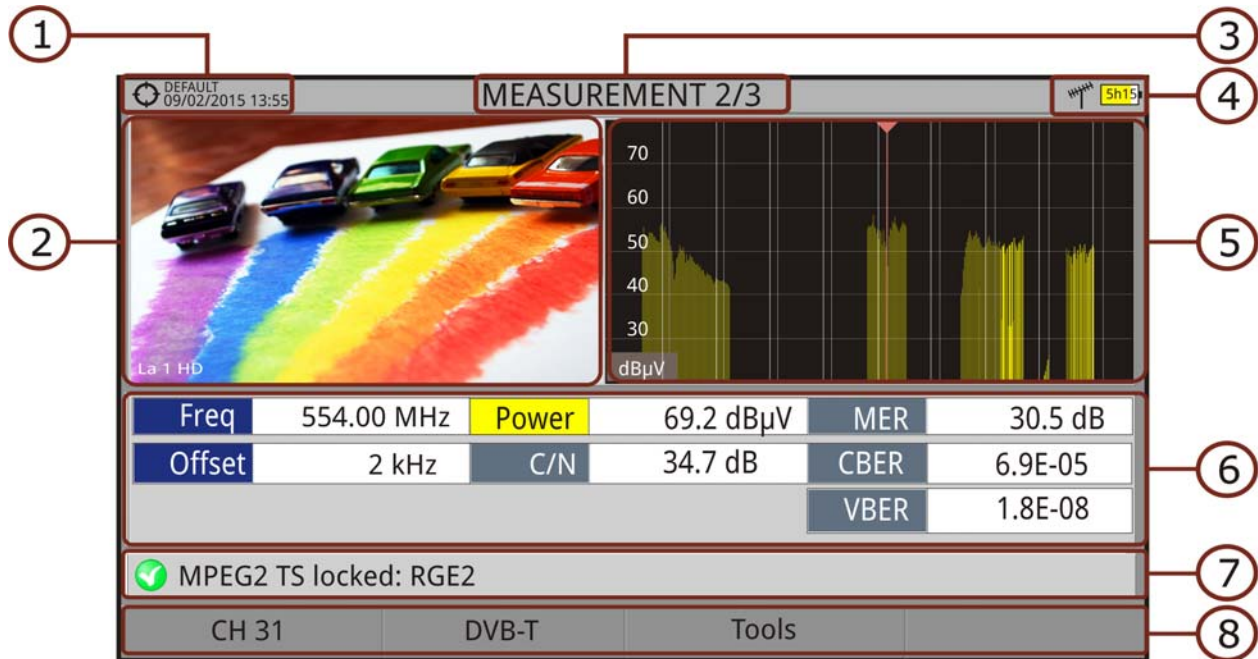 1
3
DEFAULT
09/02/2015 13:55
MEASUREMENT 2/3
5h15
4
2
La 1 HD
70
60
50
40
30
dBµV
5
Freq 554.00 MHz Power 69.2 dBµV MER 30.5 dB
Offset 2 kHz C/N 34.7 dB CBER 6.9E-05
VBER 1.8E-08
6
MPEG2 TS locked: RGE2
7
CH 31 DVB-T Tools
8